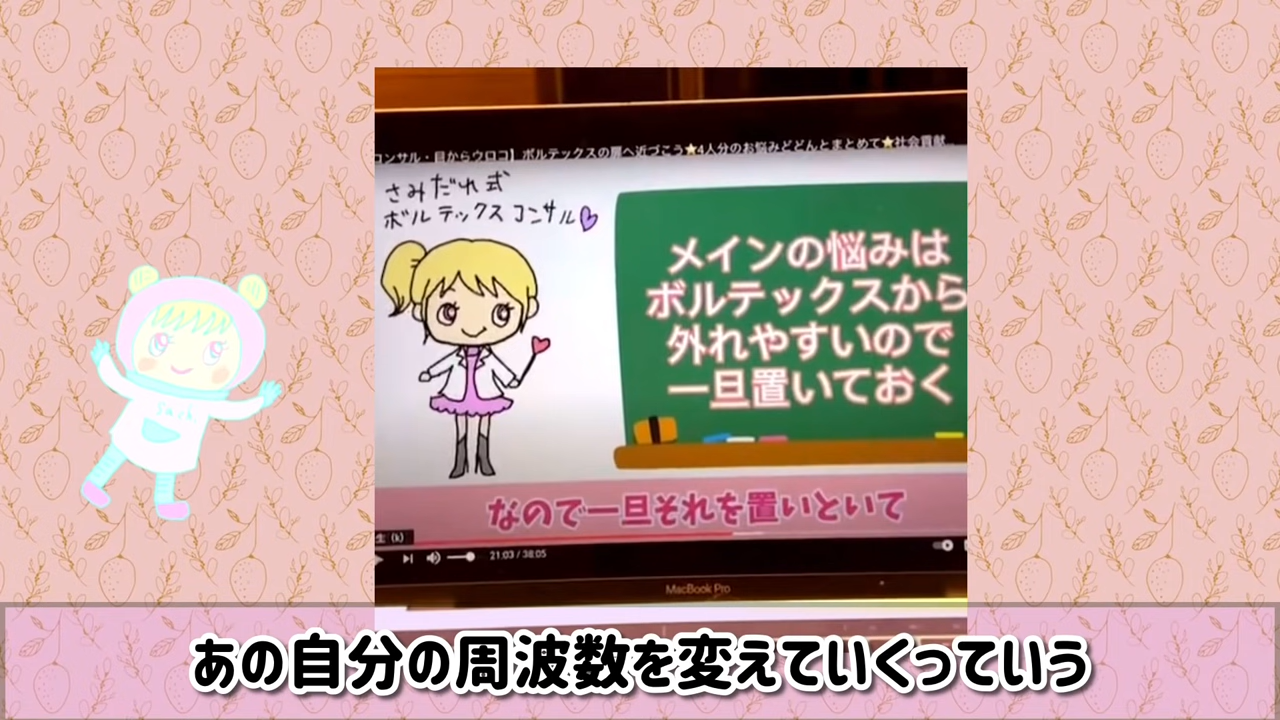 コンサル・目からウロコ】ボルテックスの扉へ近づこう⭐4人分のお悩みどどんとまとめて⭐社会貢献
さみだれ式
ボルテックスコンサル
メインの悩みは
ボルテックスから
外れやすいので
一旦置いておく
なので一旦それを置いといて
生 (k)
21:03 / 38:05
MacBook Pro
あの自分の周波数を変えていくっていう